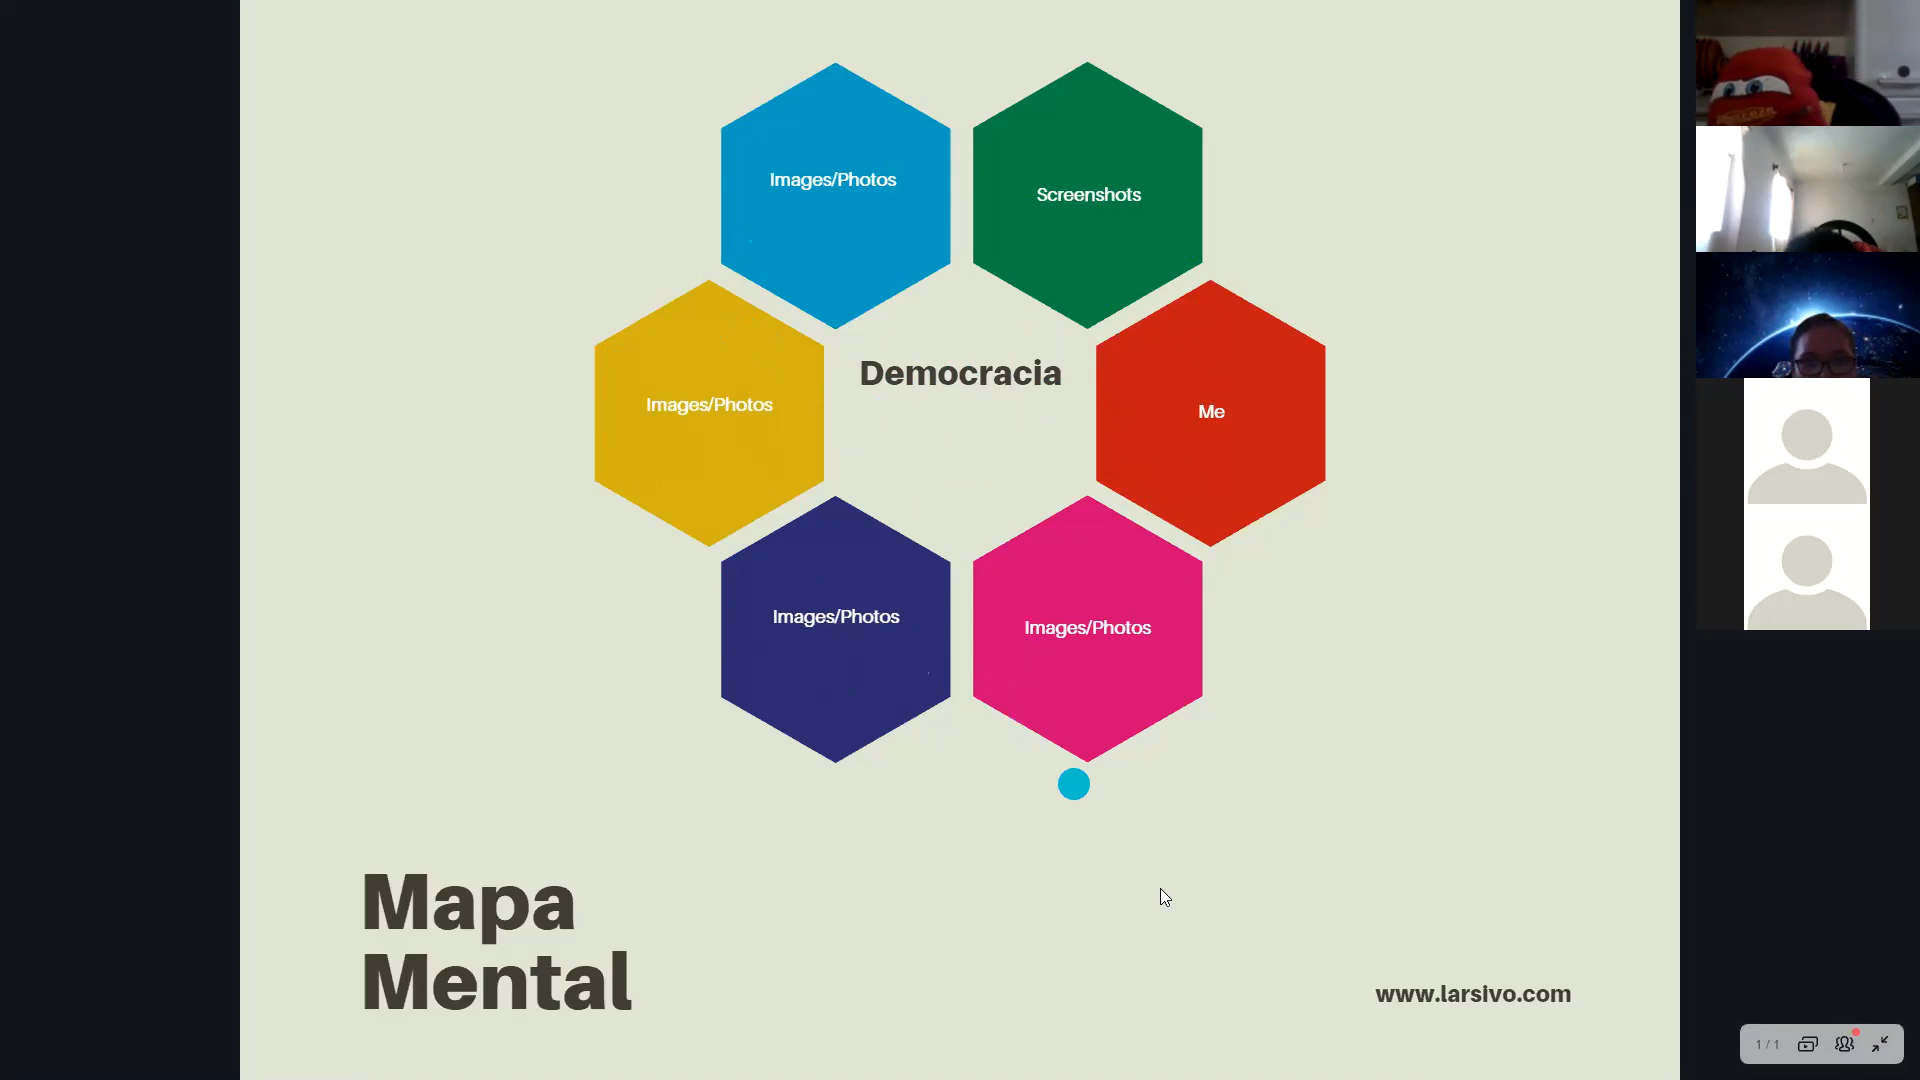 Images/Photos
Screenshots
Democracia
Images/Photos
Me
Images/Photos
Images/Photos
Mapa
Mental
www.larsivo.com
1 / 1